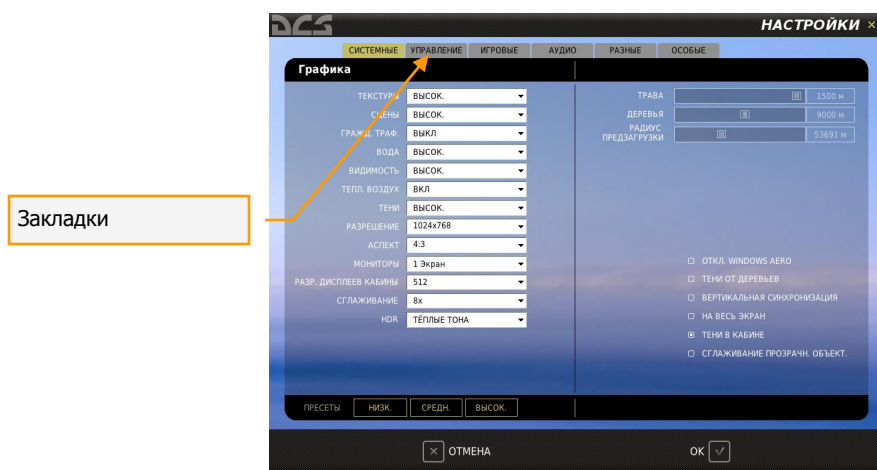 DCS
НАСТРОЙКИ ×
СИСТЕМНЫЕ УПРАВЛЕНИЕ ИГРОВЫЕ АУДИО РАЗНЫЕ ОСОБЫЕ
Графика
ТЕКСТУРЫ ВЫСОК.
СЦЕНЫ ВЫСОК.
ГРАЖД. ТРАФ. ВЫКЛ
ВОДА ВЫСОК.
ВИДИМОСТЬ ВЫСОК.
ТЕПЛ. ВОЗДУХ ВКЛ
ТЕНИ ВЫСОК.
РАЗРЕШЕНИЕ 1024x768
АСПЕКТ 4:3
МОНИТОРЫ 1 Экран
РАЗР. ДИСПЛЕЕВ КАБИНЫ 512
СГЛАЖИВАНИЕ 8x
HDR ТЁПЛЫЕ ТОНА
ТРАВА 1500 м
ДЕРЕВЬЯ 9000 м
РАДИУС
ПРЕДЗАГРУЗКИ 53691 м
ОТКЛ. WINDOWS AERO
ТЕНИ ОТ ДЕРЕВЬЕВ
ВЕРТИКАЛЬНАЯ СИНХРОНИЗАЦИЯ
НА ВЕСЬ ЭКРАН
ТЕНИ В КАБИНЕ
СГЛАЖИВАНИЕ ПРОЗРАЧН. ОБЪЕКТ.
ПРЕСЕТЫ НИЗК. СРЕДН. ВЫСОК.
ОТМЕНА
OK
Закладки